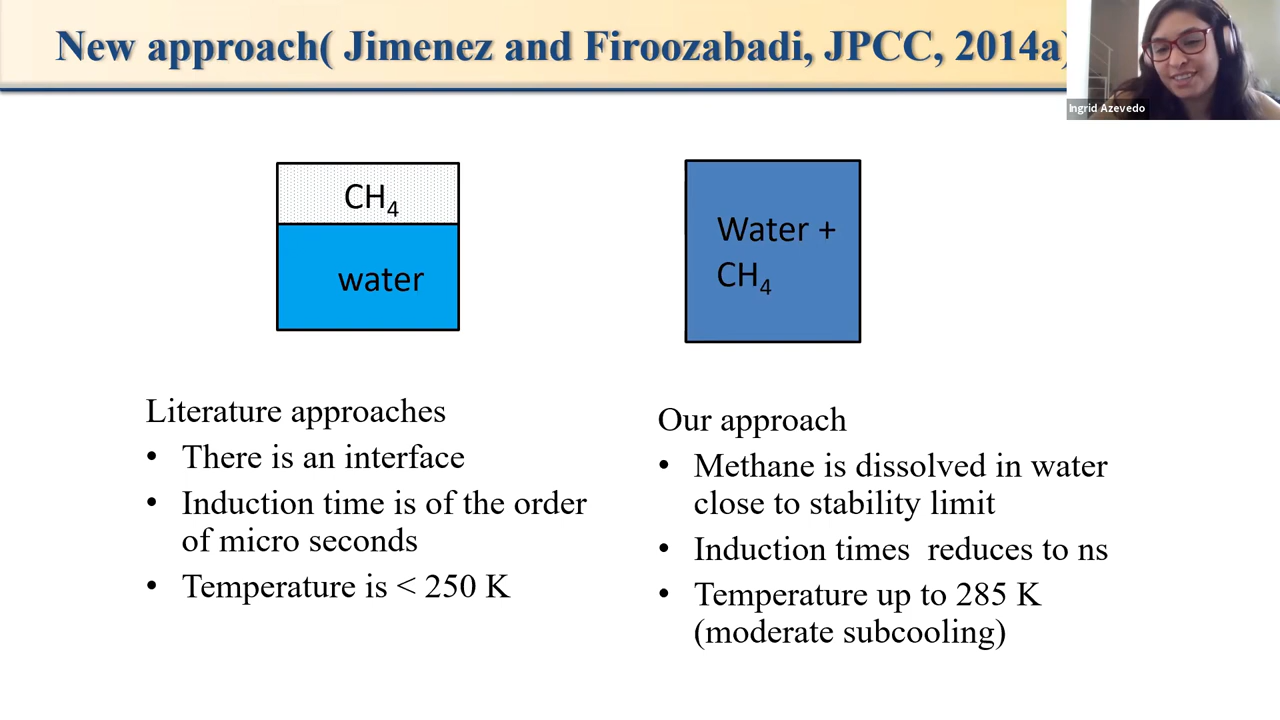 New approach( Jimenez and Firoozabadi, JPCC, 2014a)
Ingrid Azevedo
CH₄
water
Water +
CH₄
Literature approaches
• There is an interface
• Induction time is of the order
of micro seconds
• Temperature is < 250 K
Our approach
• Methane is dissolved in water
close to stability limit
• Induction times  reduces to ns
• Temperature up to 285 K
(moderate subcooling)